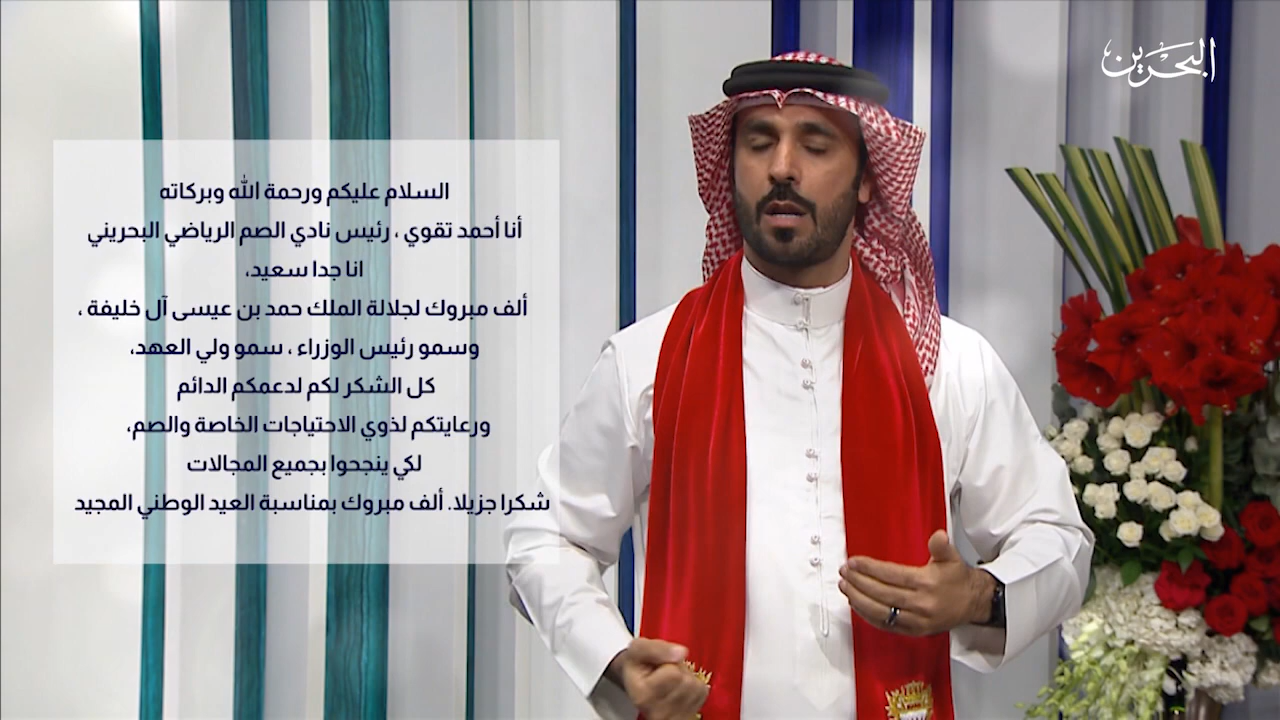 البحرين
السلام عليكم ورحمة الله وبركاته
أنا أحمد تقوي ، رئيس نادي الصم الرياضي البحريني
انا جدا سعيد،
ألف مبروك لجلالة الملك حمد بن عيسى آل خليفة ،
وسمو رئيس الوزراء ، سمو ولي العهد،
كل الشكر لكم لدعمكم الدائم
ورعايتكم لذوي الاحتياجات الخاصة والصم،
لكي ينجحوا بجميع المجالات
شكرا جزيلا. ألف مبروك بمناسبة العيد الوطني المجيد